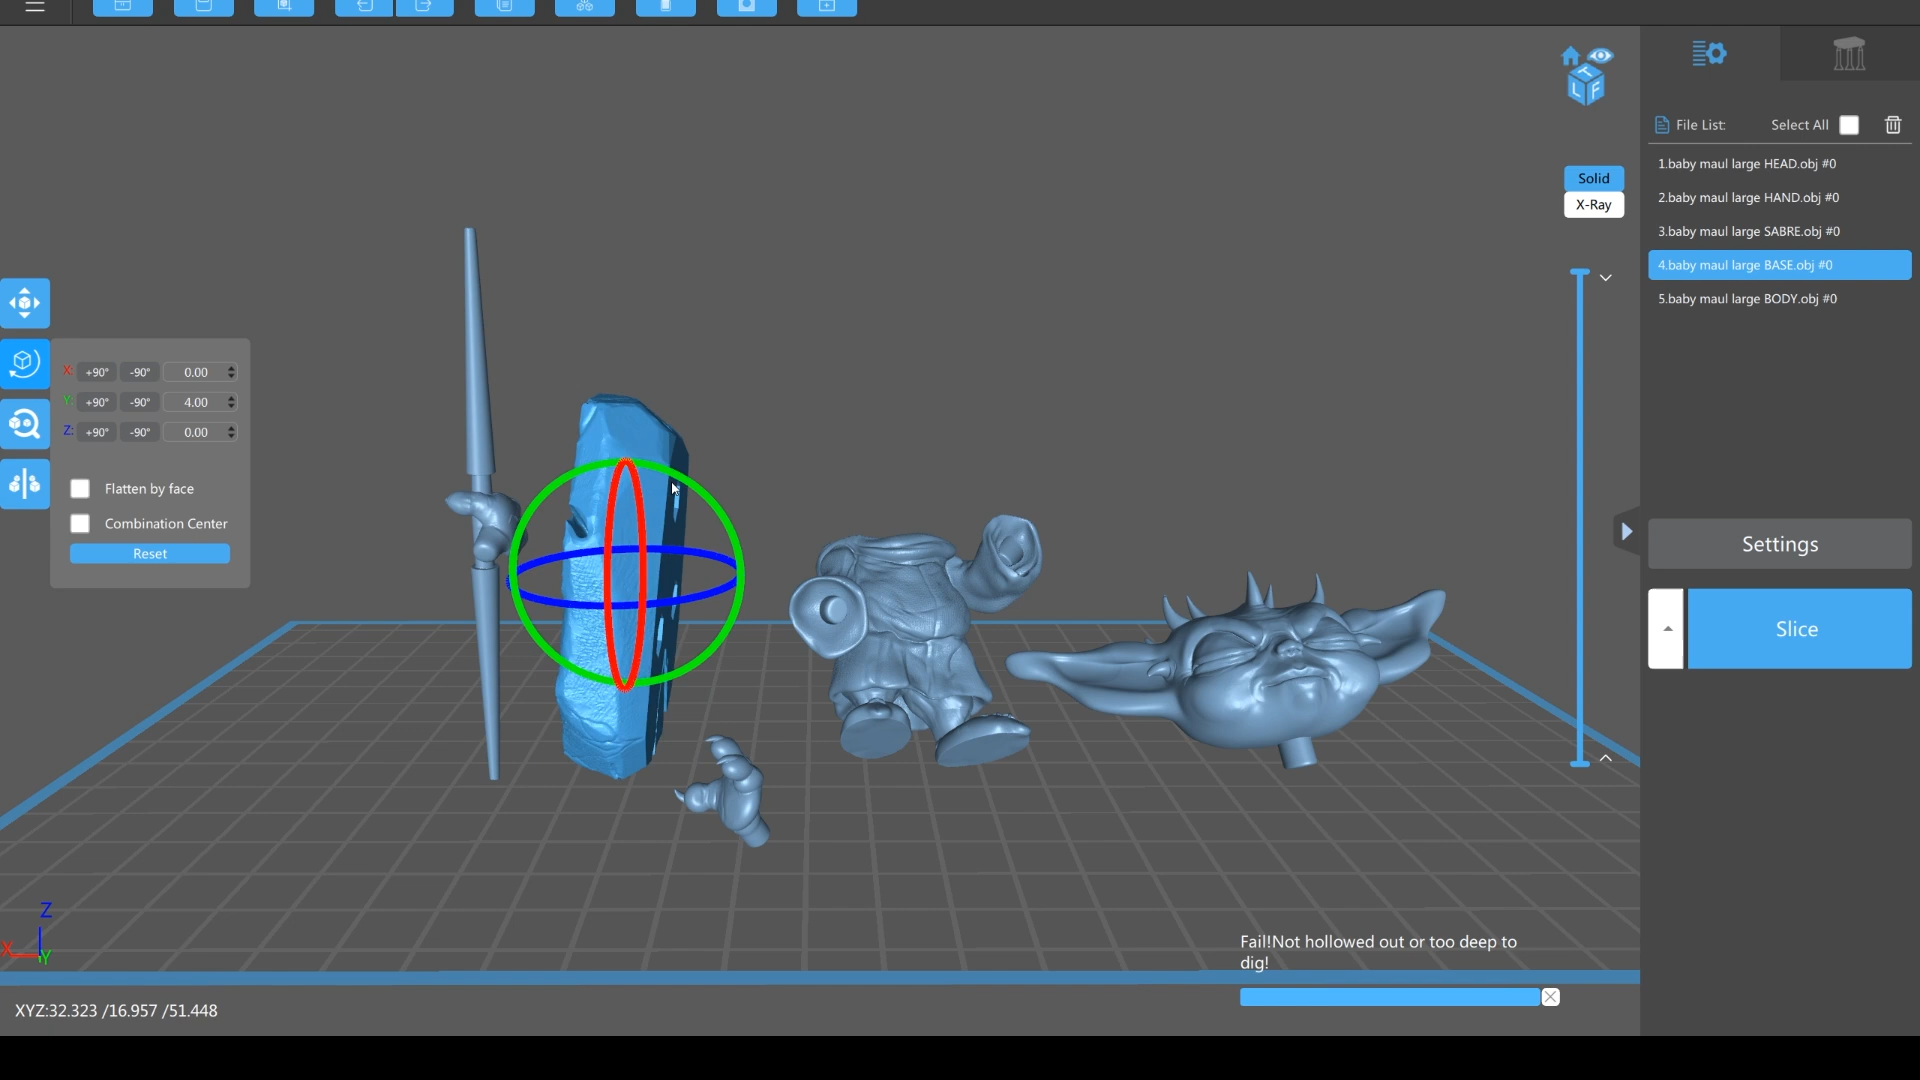 T
L F
Solid
X-Ray
File List:
Select All
1.baby maul large HEAD.obj #0
2.baby maul large HAND.obj #0
3.baby maul large SABRE.obj #0
4.baby maul large BASE.obj #0
5.baby maul large BODY.obj #0
X: +90° -90° 0.00
Y: +90° -90° 4.00
Z: +90° -90° 0.00
Flatten by face
Combination Center
Reset
Settings
Slice
Z
X
Y
Fail!Not hollowed out or too deep to
dig!
XYZ:32.323 /16.957 /51.448